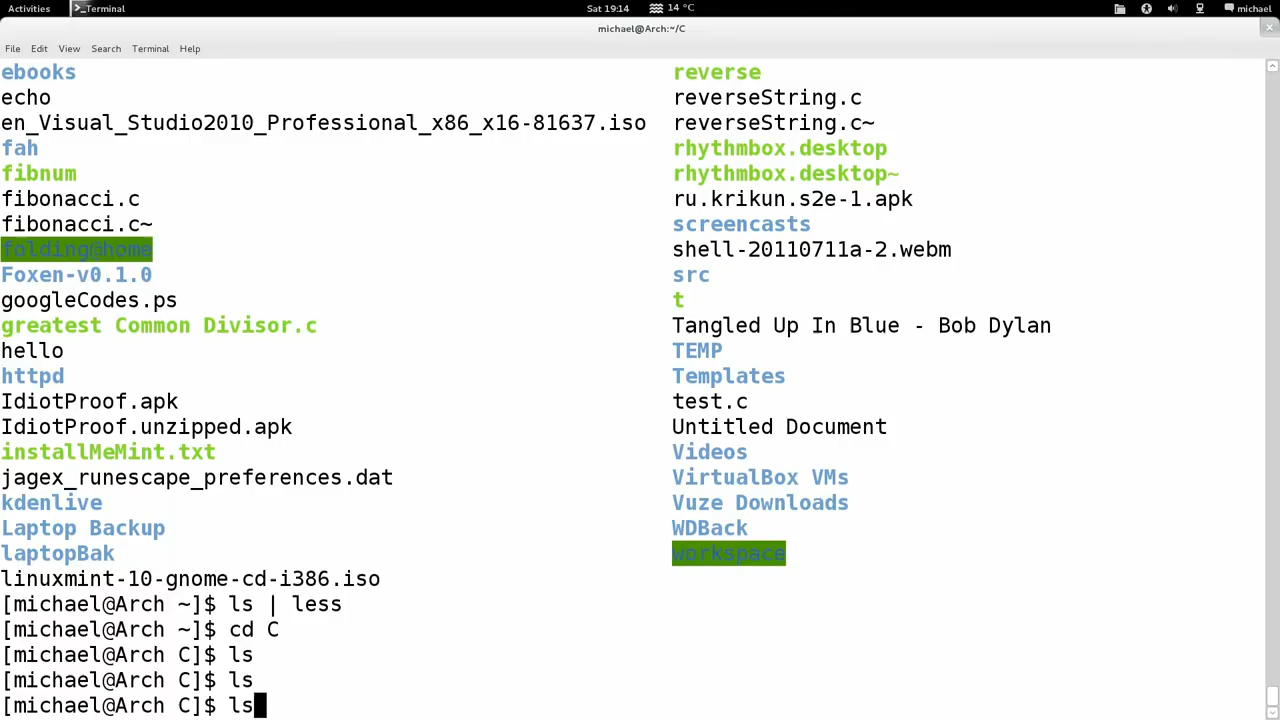 Activities >_Terminal Sat 19:14 14 °C michael
michael@Arch:~/C
File Edit View Search Terminal Help
ebooks reverse
echo reverseString.c
en_Visual_Studio2010_Professional_x86_x16-81637.iso reverseString.c~
fah rhythmbox.desktop
fibnum rhythmbox.desktop~
fibonacci.c ru.krikun.s2e-1.apk
fibonacci.c~ screencasts
folding@home shell-20110711a-2.webm
Foxen-v0.1.0 src
googleCodes.ps t
greatest Common Divisor.c Tangled Up In Blue - Bob Dylan
hello TEMP
httpd Templates
IdiotProof.apk test.c
IdiotProof.unzipped.apk Untitled Document
installMeMint.txt Videos
jagex_runescape_preferences.dat VirtualBox VMs
kdenlive Vuze Downloads
Laptop Backup WDBack
laptopBak workspace
linuxmint-10-gnome-cd-i386.iso
[michael@Arch ~]$ ls | less
[michael@Arch ~]$ cd C
[michael@Arch C]$ ls
[michael@Arch C]$ ls
[michael@Arch C]$ ls